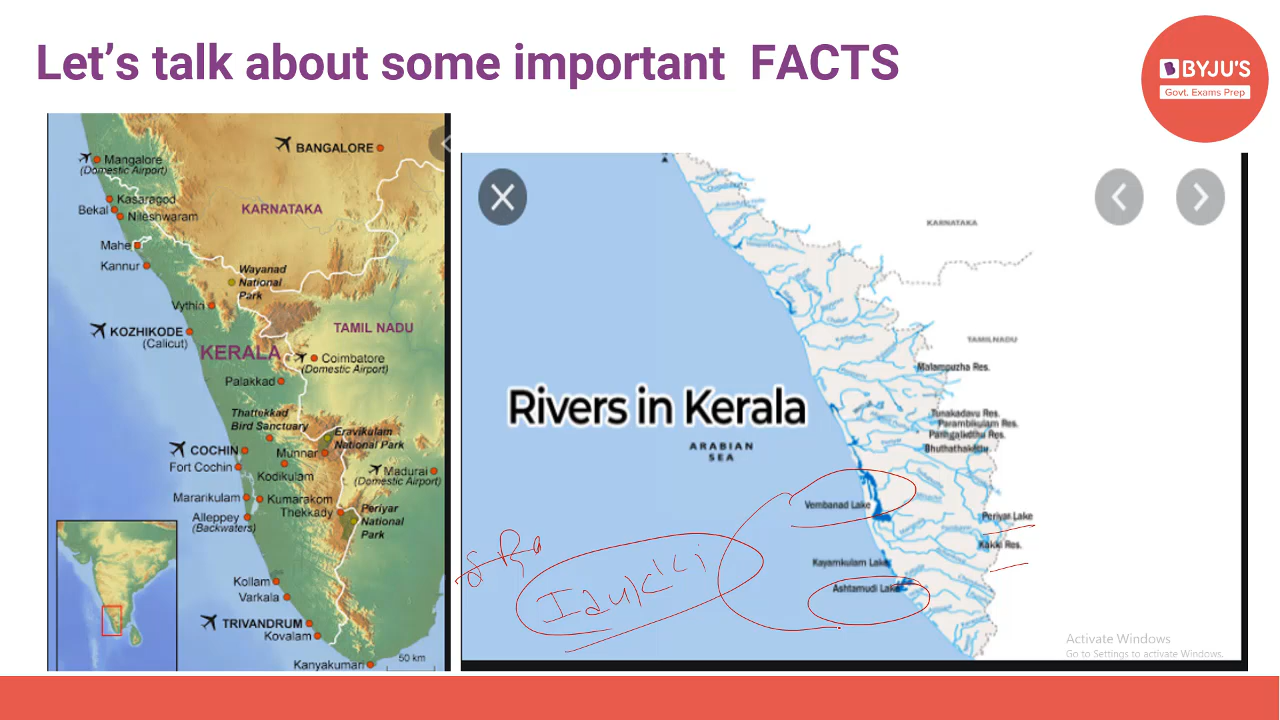 Let's talk about some important FACTS
BYJU'S
Govt. Exams Prep
BANGALORE
Mangalore
(Domestic Airport)
Kasaragod
Bekal
Nileshwaram
KARNATAKA
Mahe
Kannur
Wayanad
National
Park
Vythiri
KOZHIKODE
(Calicut)
TAMIL NADU
KERALA
Coimbatore
(Domestic Airport)
Palakkad
Thattekkad
Bird Sanctuary
Eravikulam
National Park
COCHIN
Munnar
Fort Cochin
Kodikulam
Madurai
(Domestic Airport)
Mararikulam
Kumarakom
Thekkady
Periyar
National
Park
Alleppey
(Backwaters)
Kollam
Varkala
TRIVANDRUM
Kovalam
Kanyakumari
50 km
KARNATAKA
TAMILNADU
Malampuzha Res.
Rivers in Kerala
Tunakadavu Res.
Parambikulam Res.
ARABIAN
SEA
Vembanad Lake
Periyar Lake
Kakki Res.
Kayamkulam Lake
Ashtamudi Lake
Idukki
Activate Windows
Go to Settings to activate Windows.